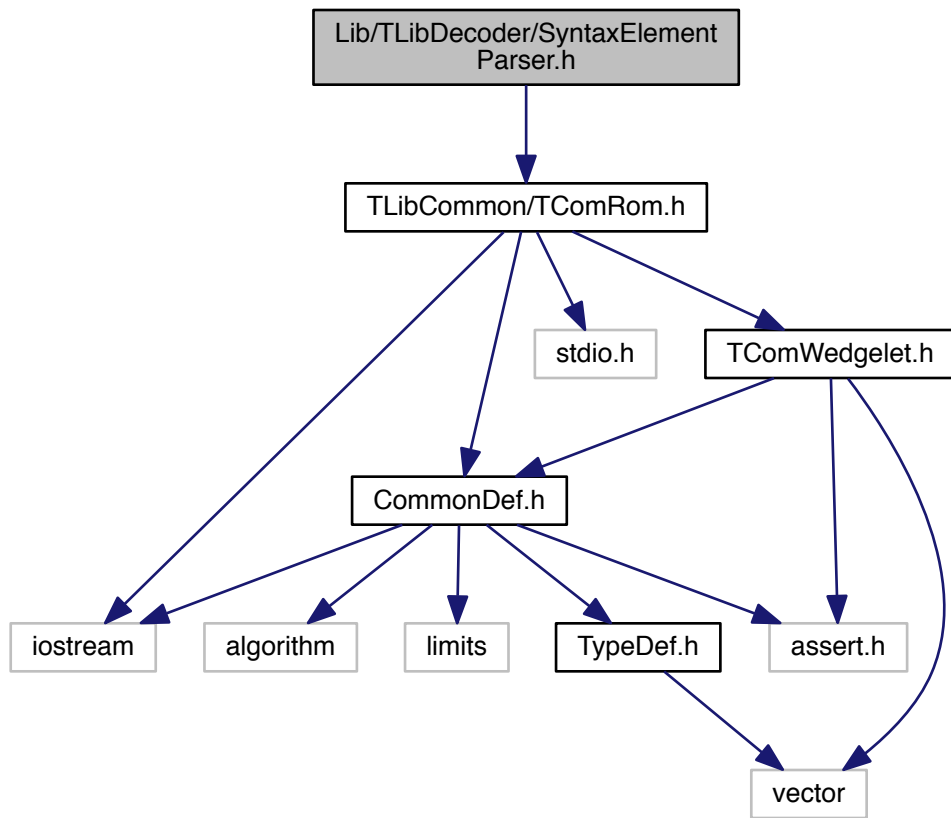 Lib/TLibDecoder/SyntaxElement
Parser.h
TLibCommon/TComRom.h
stdio.h
TComWedgelet.h
CommonDef.h
iostream
algorithm
limits
TypeDef.h
assert.h
vector